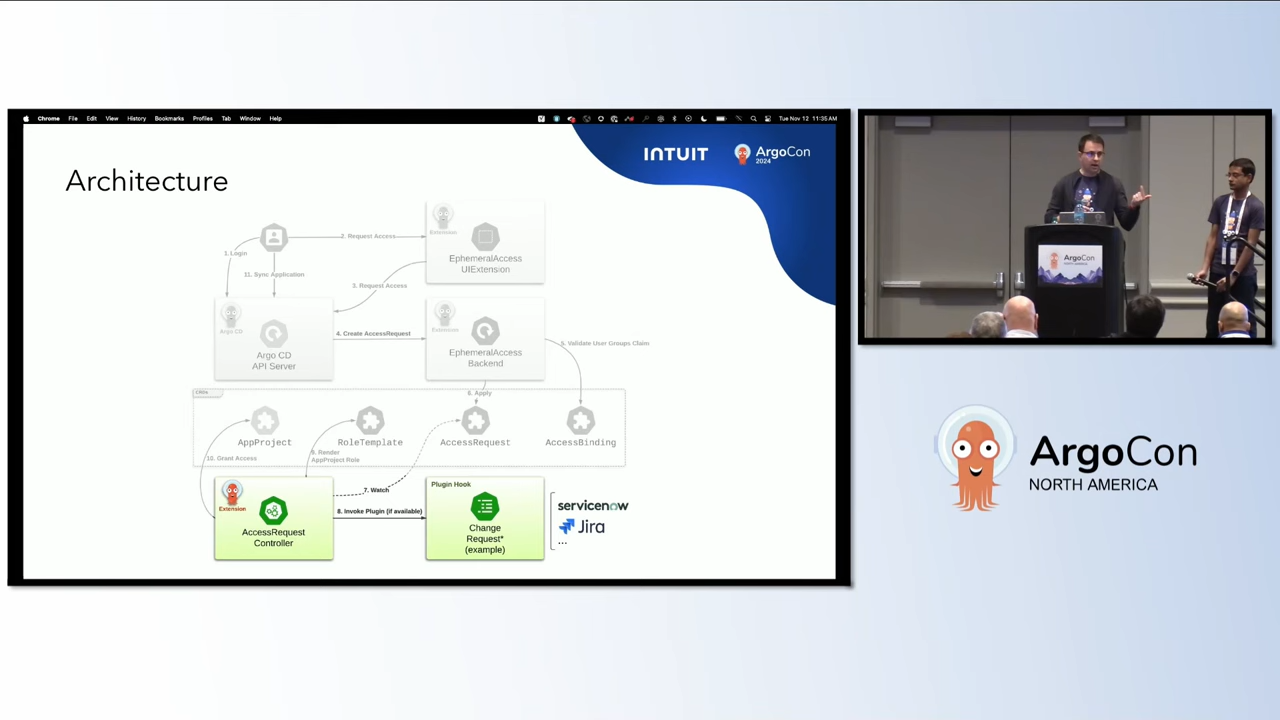 Chrome File Edit View History Bookmarks Profiles Tab Window Help
Tue Nov 12 11:35AM
INTUIT
ArgoCon
2024
Architecture
Extension
EphemeralAccess
UIExtension
1. Login
2. Request Access
11. Sync Application
3. Request Access
Argo CD
Argo CD
API Server
4. Create AccessRequest
Extension
EphemeralAccess
Backend
5. Validate User Groups Claim
6. Apply
CRDs
AppProject
RoleTemplate
AccessRequest
AccessBinding
10. Grant Access
9. Render
AppProject Role
7. Watch
Extension
AccessRequest
Controller
8. Invoke Plugin (if available)
Plugin Hook
Change
Request*
(example)
servicenow
Jira
...
ArgoCon
NORTH AMERICA
ArgoCon
NORTH AMERICA